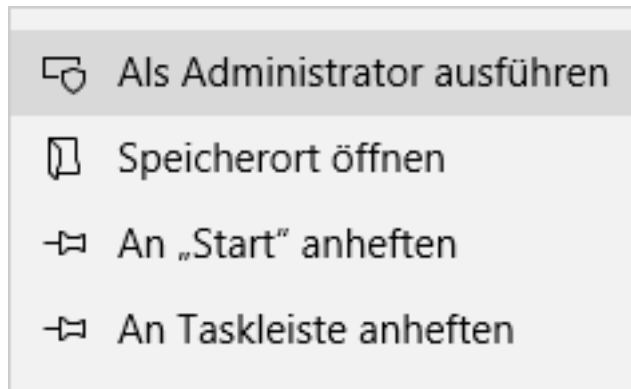 Als Administrator ausführen
Speicherort öffnen
An „Start“ anheften
An Taskleiste anheften